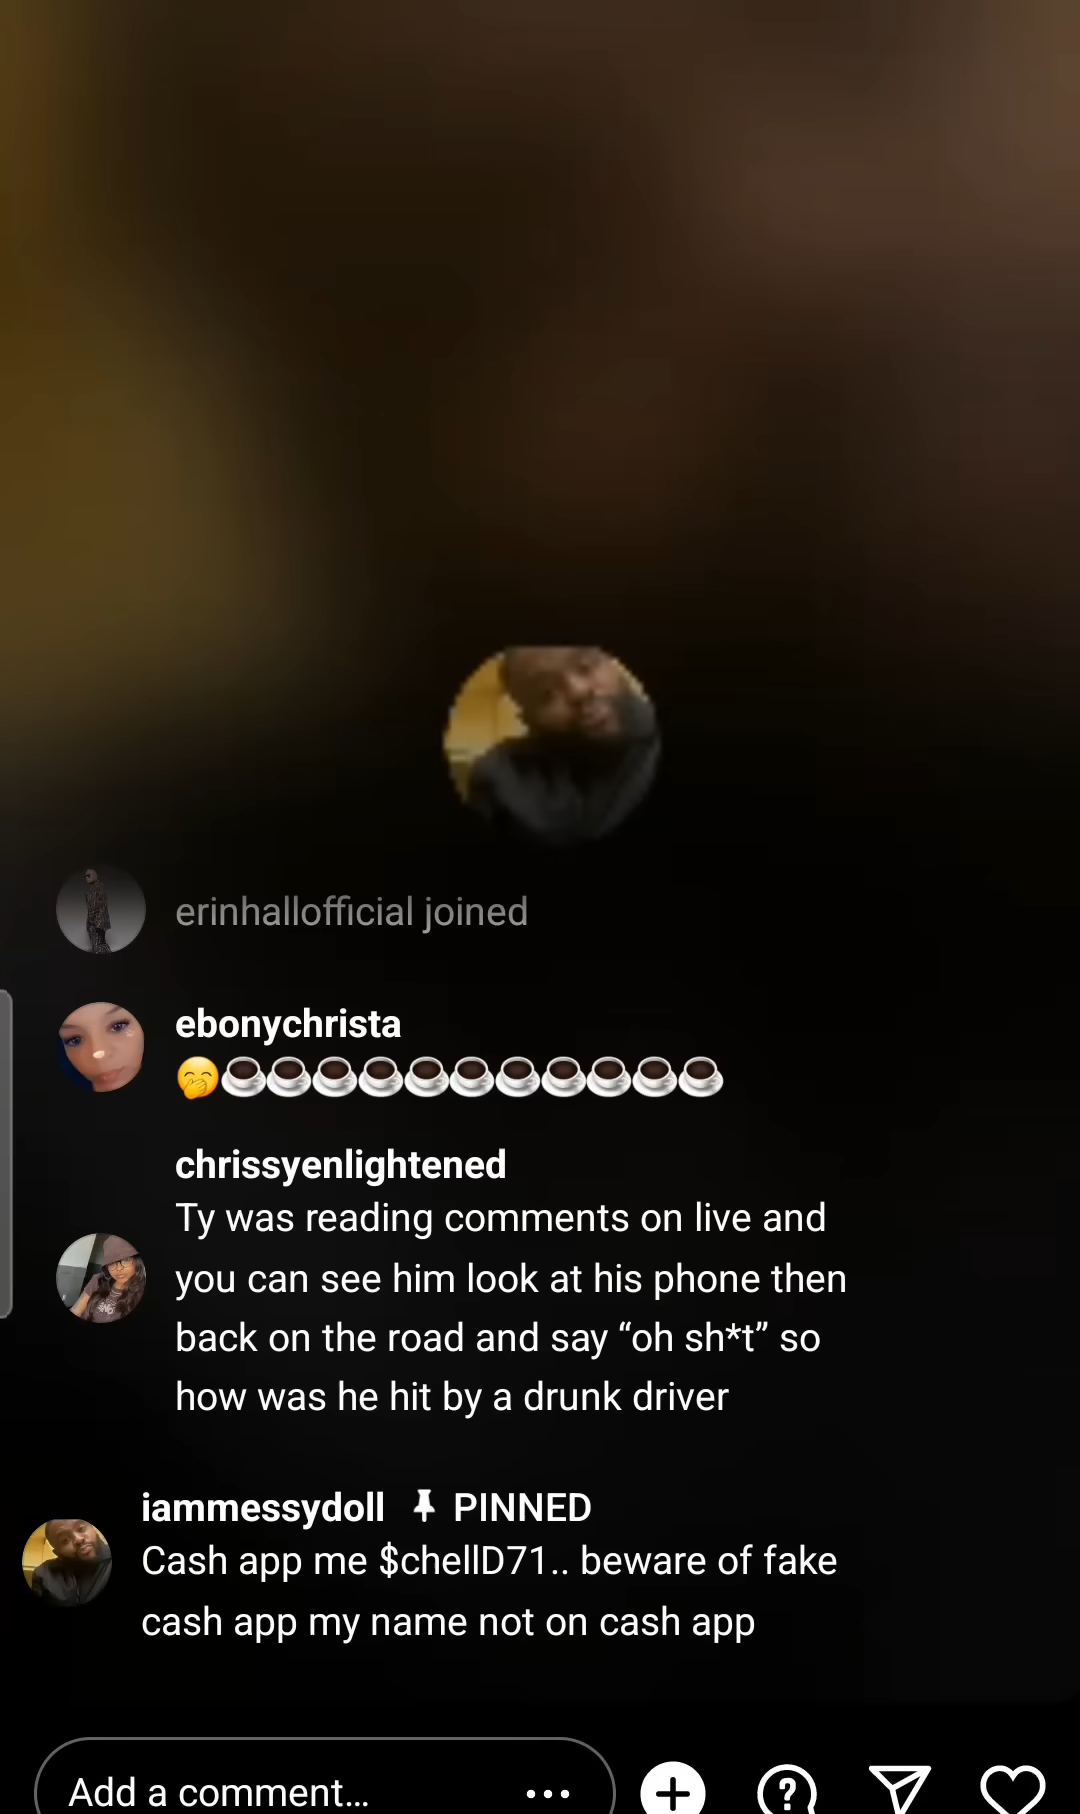 erinhallofficial joined
ebonychrista
🤭☕☕☕☕☕☕☕☕☕☕☕
chrissyenlightened
Ty was reading comments on live and
you can see him look at his phone then
back on the road and say “oh sh*t” so
how was he hit by a drunk driver
iammessydoll 📌 PINNED
Cash app me $chellD71.. beware of fake
cash app my name not on cash app
Add a comment...